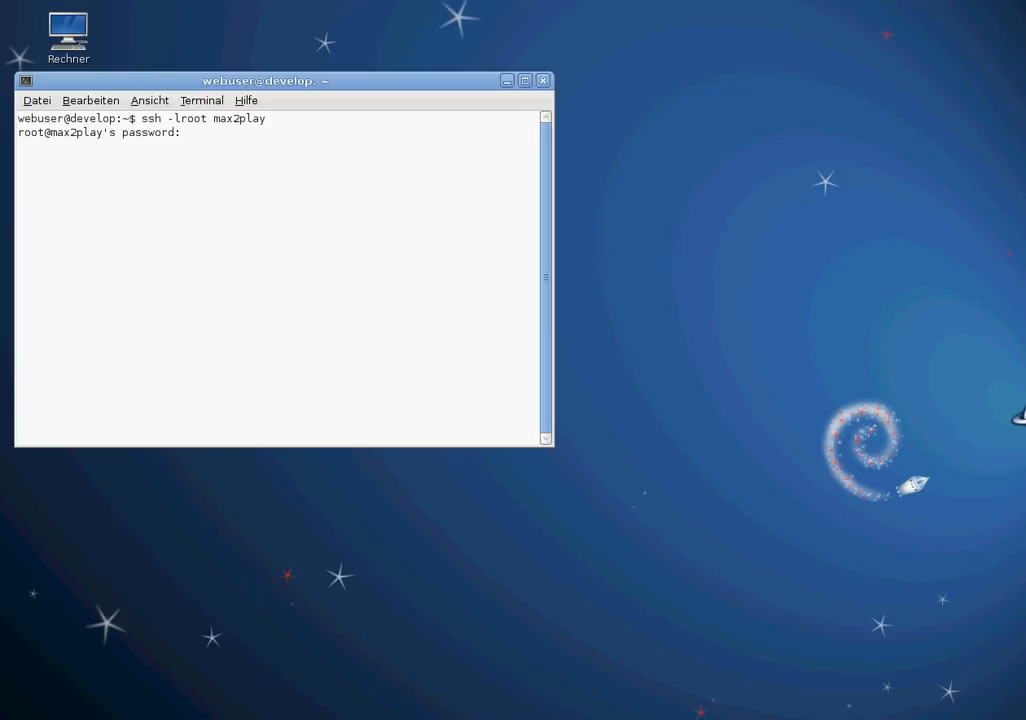 Rechner
webuser@develop: ~
Datei Bearbeiten Ansicht Terminal Hilfe
webuser@develop:~$ ssh -lroot max2play
root@max2play's password: